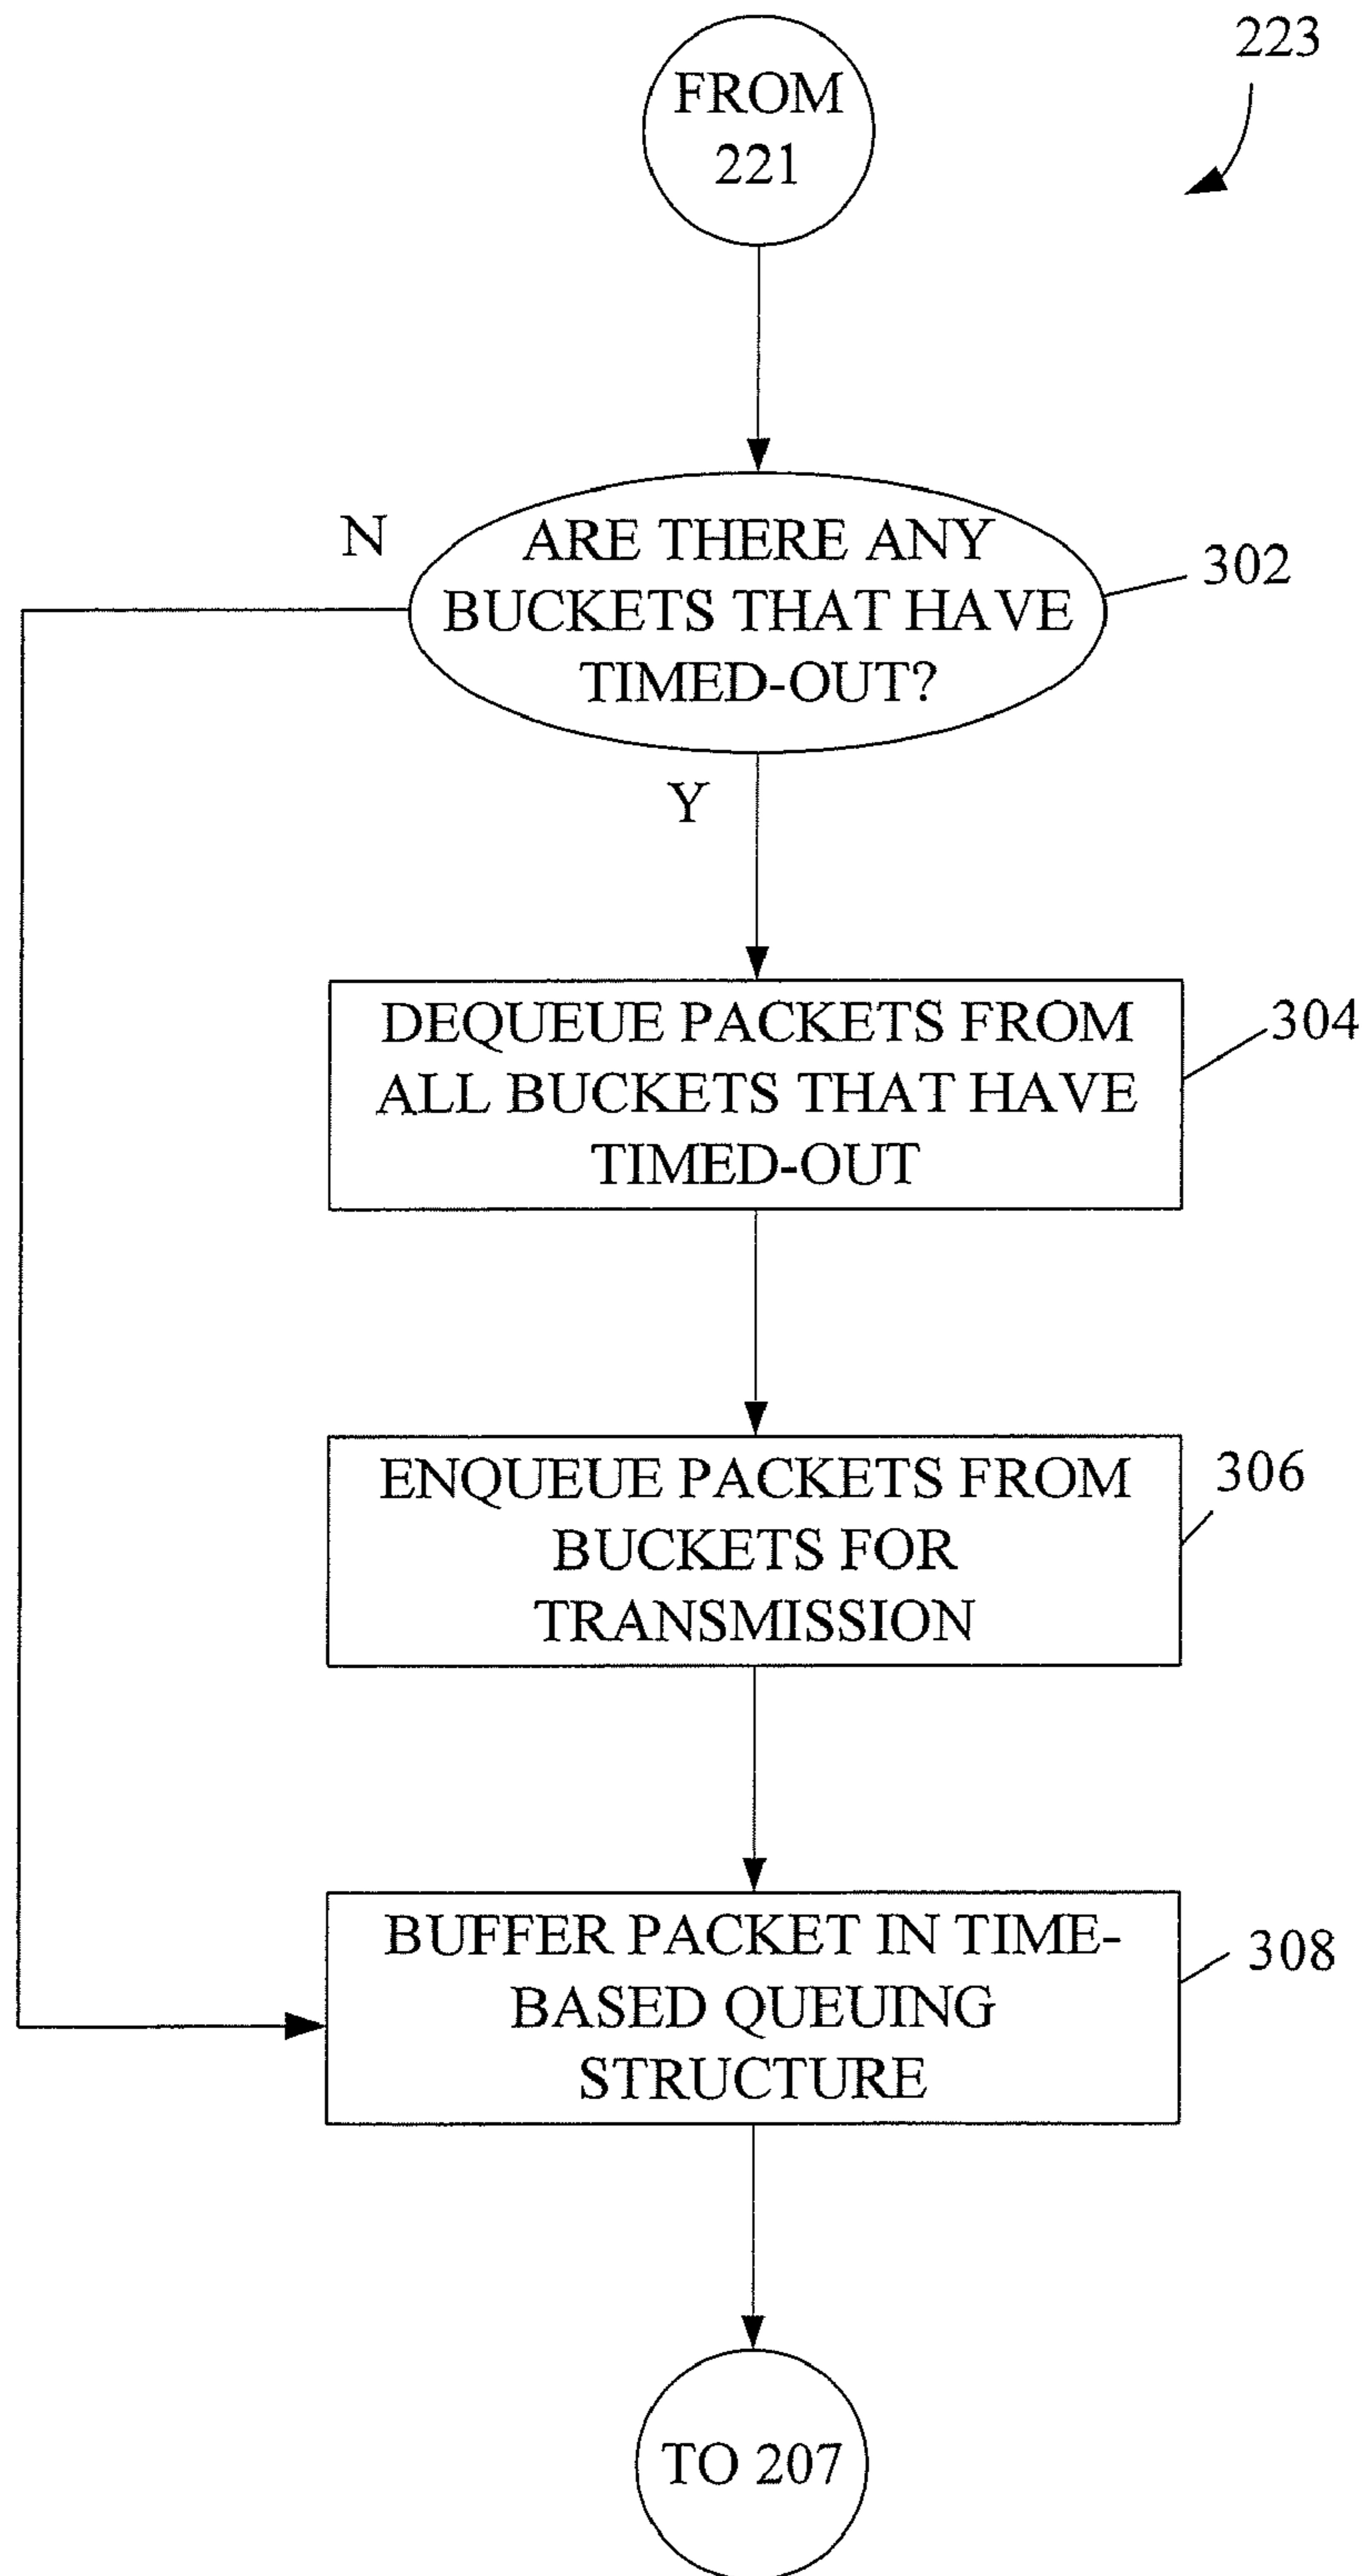 223
FROM
221
N
ARE THERE ANY
BUCKETS THAT HAVE
TIMED-OUT?
302
Y
DEQUEUE PACKETS FROM
ALL BUCKETS THAT HAVE
TIMED-OUT
304
ENQUEUE PACKETS FROM
BUCKETS FOR
TRANSMISSION
306
BUFFER PACKET IN TIME-
BASED QUEUING
STRUCTURE
308
TO 207